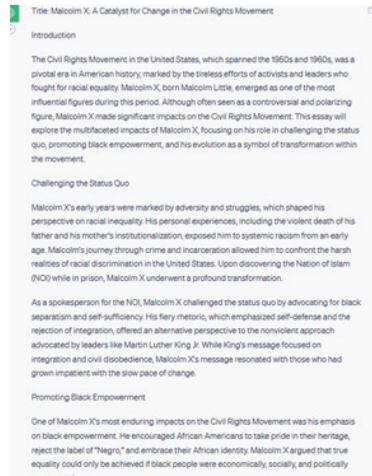 Title: Malcolm X: A Catalyst for Change in the Civil Rights Movement
Introduction
The Civil Rights Movement in the United States, which spanned the 1950s and 1960s, was a
pivotal era in American history, marked by the tireless efforts of activists and leaders who
fought for racial equality. Malcolm X, born Malcolm Little, emerged as one of the most
influential figures during this period. Although often seen as a controversial and polarizing
figure, Malcolm X made significant impacts on the Civil Rights Movement. This essay will
explore the multifaceted impacts of Malcolm X, focusing on his role in challenging the status
quo, promoting black empowerment, and his evolution as a symbol of transformation within
the movement.
Challenging the Status Quo
Malcolm X's early years were marked by adversity and struggles, which shaped his
perspective on racial inequality. His personal experiences, including the violent death of his
father and his mother's institutionalization, exposed him to systemic racism from an early
age. Malcolm's journey through crime and incarceration allowed him to confront the harsh
realities of racial discrimination in the United States. Upon discovering the Nation of Islam
(NOI) while in prison, Malcolm X underwent a profound transformation.
As a spokesperson for the NOI, Malcolm X challenged the status quo by advocating for black
separatism and self-sufficiency. His fiery rhetoric, which emphasized self-defense and the
rejection of integration, offered an alternative perspective to the nonviolent approach
advocated by leaders like Martin Luther King Jr. While King's message focused on
integration and civil disobedience, Malcolm X's message resonated with those who had
grown impatient with the slow pace of change.
Promoting Black Empowerment
One of Malcolm X's most enduring impacts on the Civil Rights Movement was his emphasis
on black empowerment. He encouraged African Americans to take pride in their heritage,
reject the label of "Negro," and embrace their African identity. Malcolm X argued that true
equality could only be achieved if black people were economically, socially, and politically